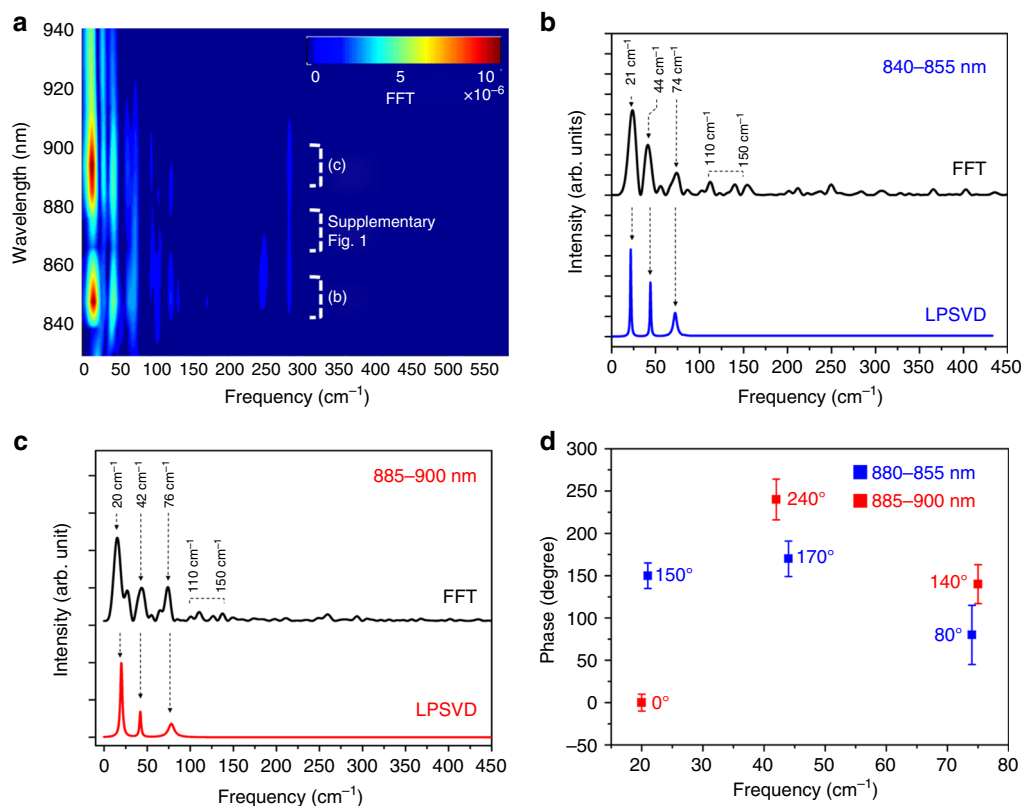 a
940
920
900
880
860
840
Wavelength (nm)
0 50 100 150 200 250 300 350 400 450 500 550
Frequency (cm⁻¹)
0 5 10
×10⁻⁶
FFT
(c)
Supplementary
Fig. 1
(b)
b
840–855 nm
21 cm⁻¹
44 cm⁻¹
74 cm⁻¹
110 cm⁻¹
150 cm⁻¹
FFT
LPSVD
Intensity (arb. units)
0 50 100 150 200 250 300 350 400 450
Frequency (cm⁻¹)
c
885–900 nm
20 cm⁻¹
42 cm⁻¹
76 cm⁻¹
110 cm⁻¹
150 cm⁻¹
FFT
LPSVD
Intensity (arb. unit)
0 50 100 150 200 250 300 350 400 450
Frequency (cm⁻¹)
d
300
250
200
150
100
50
0
–50
Phase (degree)
880–855 nm
885–900 nm
240°
150°
170°
140°
80°
0°
20 30 40 50 60 70 80
Frequency (cm⁻¹)